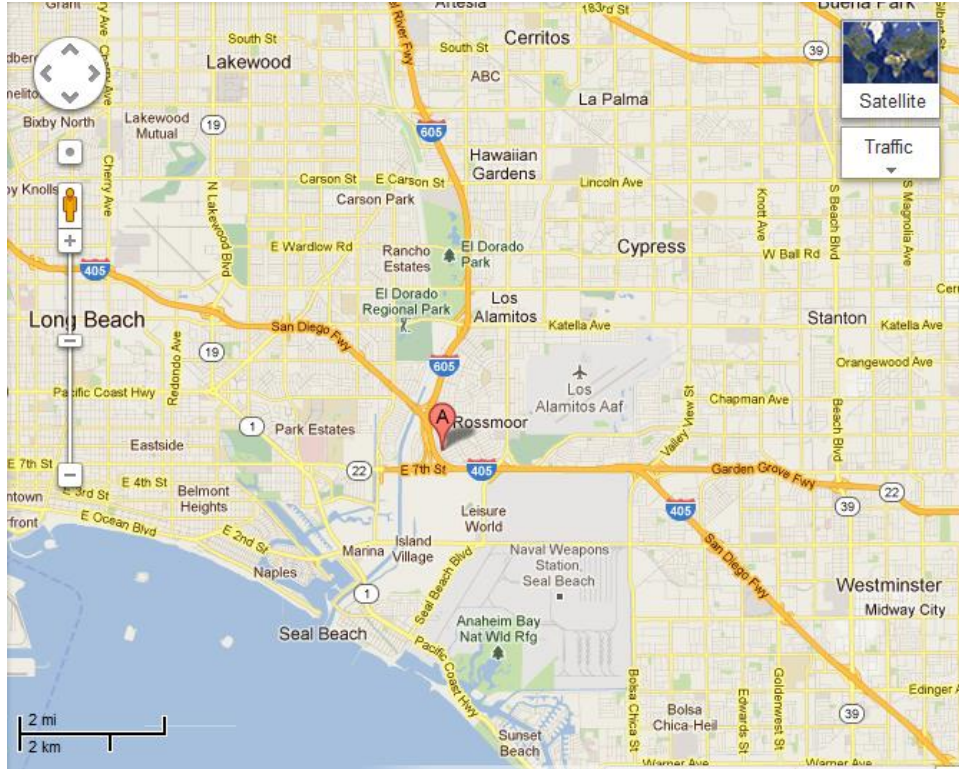 Grant
Artesia
183rd St
Buena Park
South St
South St
Cerritos
39
Lakewood
ABC
La Palma
Satellite
Bixby North
Lakewood
Mutual
19
605
Traffic
Hawaiian
Gardens
Cherry Ave
Carson St
E Carson St
Lincoln Ave
Carson Park
N Lakewood Blvd
Knott Ave
S Beach Blvd
S Magnolia Ave
E Wardlow Rd
Rancho
Estates
El Dorado
Park
Cypress
W Ball Rd
405
El Dorado
Regional Park
Los
Alamitos
Long Beach
San Diego Fwy
Katella Ave
Stanton
Katella Ave
Redondo Ave
19
605
Orangewood Ave
Pacific Coast Hwy
Los
Alamitos Aaf
Chapman Ave
A
Rossmoor
Valley View St
Beach Blvd
1
Park Estates
Eastside
E 7th St
22
E 7th St
405
Garden Grove Fwy
22
39
E 4th St
E 3rd St
Belmont
Heights
405
E Ocean Blvd
E 2nd St
Leisure
World
Island
Village
Marina
Seal Beach Blvd
Naval Weapons
Station,
Seal Beach
San Diego Fwy
Naples
1
Westminster
Midway City
Seal Beach
Anaheim Bay
Nat Wld Rfg
Pacific Coast Hwy
Bolsa Chica St
Edwards St
Goldenwest St
Bolsa
Chica-Heil
39
2 mi
2 km
Sunset
Beach
Warner Ave